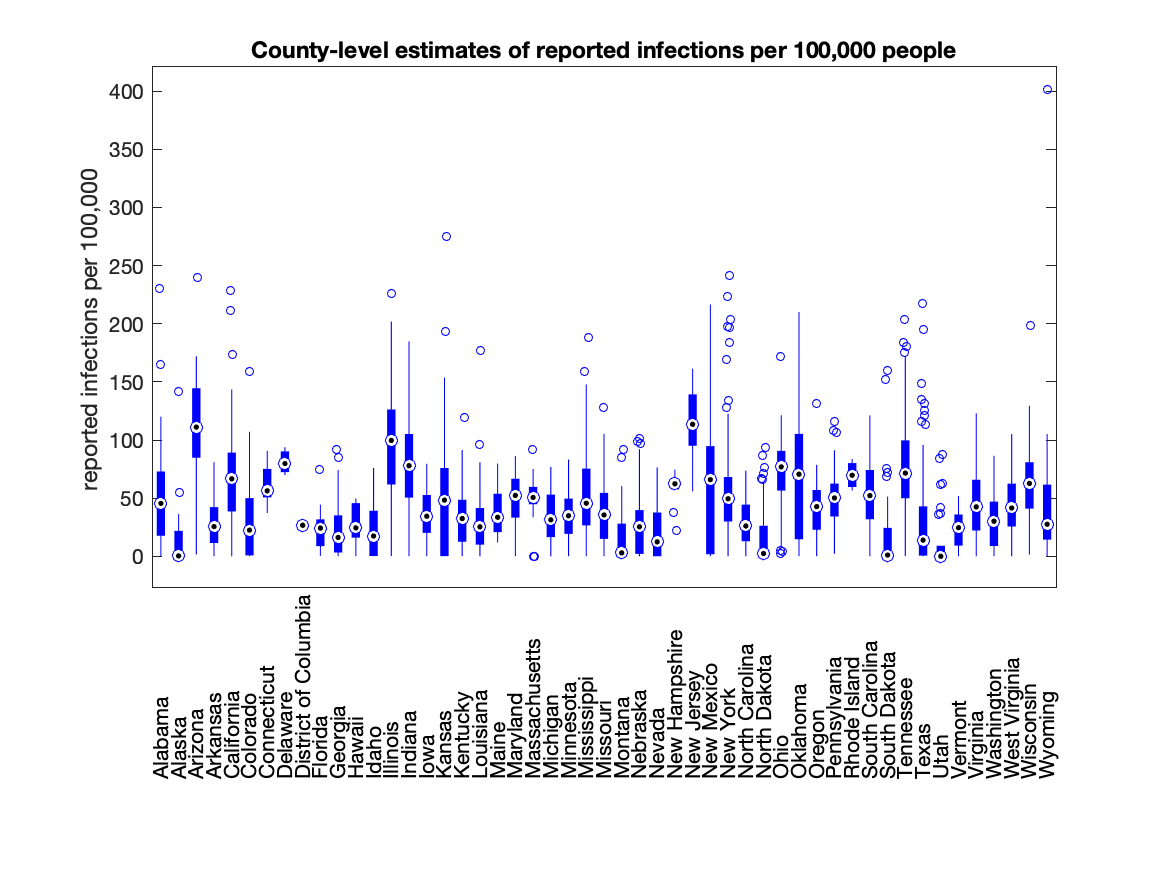 County-level estimates of reported infections per 100,000 people
reported infections per 100,000
400
350
300
250
200
150
100
50
0
Alabama
Alaska
Arizona
Arkansas
California
Colorado
Connecticut
Delaware
District of Columbia
Florida
Georgia
Hawaii
Idaho
Illinois
Indiana
Iowa
Kansas
Kentucky
Louisiana
Maine
Maryland
Massachusetts
Michigan
Minnesota
Mississippi
Missouri
Montana
Nebraska
Nevada
New Hampshire
New Jersey
New Mexico
New York
North Carolina
North Dakota
Ohio
Oklahoma
Oregon
Pennsylvania
Rhode Island
South Carolina
South Dakota
Tennessee
Texas
Utah
Vermont
Virginia
Washington
West Virginia
Wisconsin
Wyoming